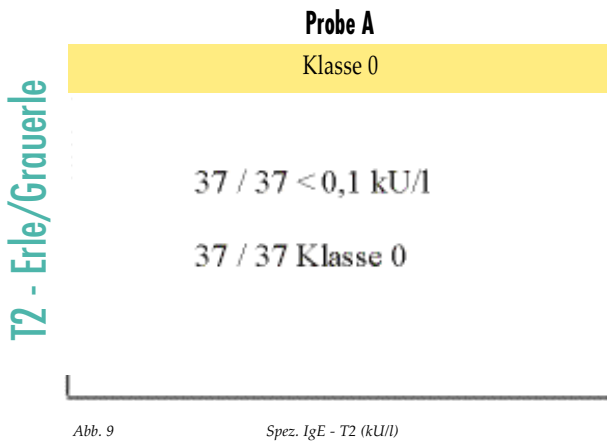 Probe A
Klasse 0
T2 - Erle/Grauerle
37 / 37 < 0,1 kU/l
37 / 37 Klasse 0
Abb. 9
Spez. IgE - T2 (kU/l)